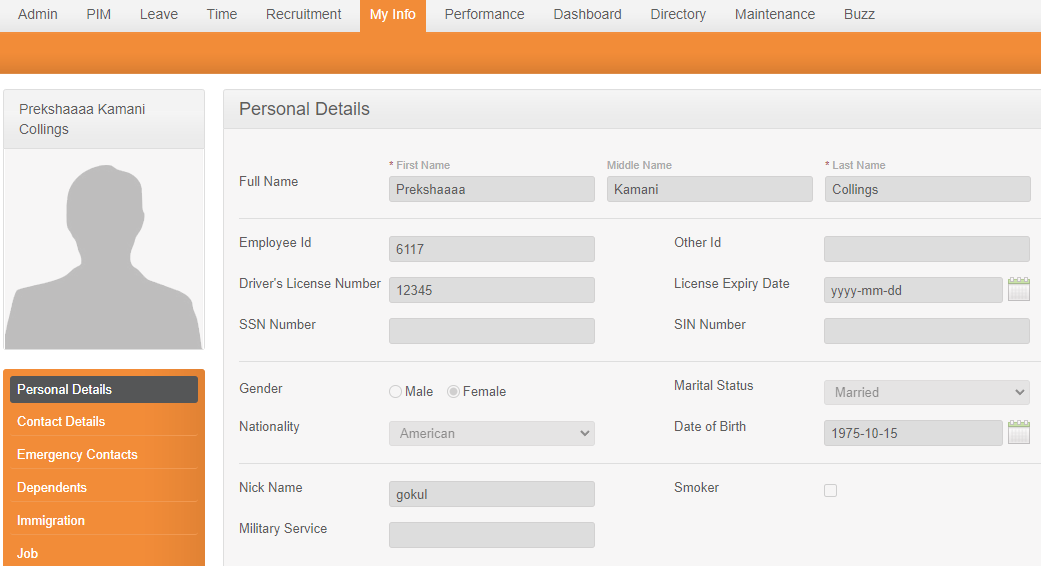 Admin PIM Leave Time Recruitment My Info Performance Dashboard Directory Maintenance Buzz
Prekshaaaa Kamani
Collings
Personal Details
Contact Details
Emergency Contacts
Dependents
Immigration
Job
Personal Details
* First Name Middle Name * Last Name
Full Name Prekshaaaa Kamani Collings
Employee Id 6117 Other Id
Driver's License Number 12345 License Expiry Date yyyy-mm-dd
SSN Number SIN Number
Gender Male Female Marital Status Married
Nationality American Date of Birth 1975-10-15
Nick Name gokul Smoker
Military Service